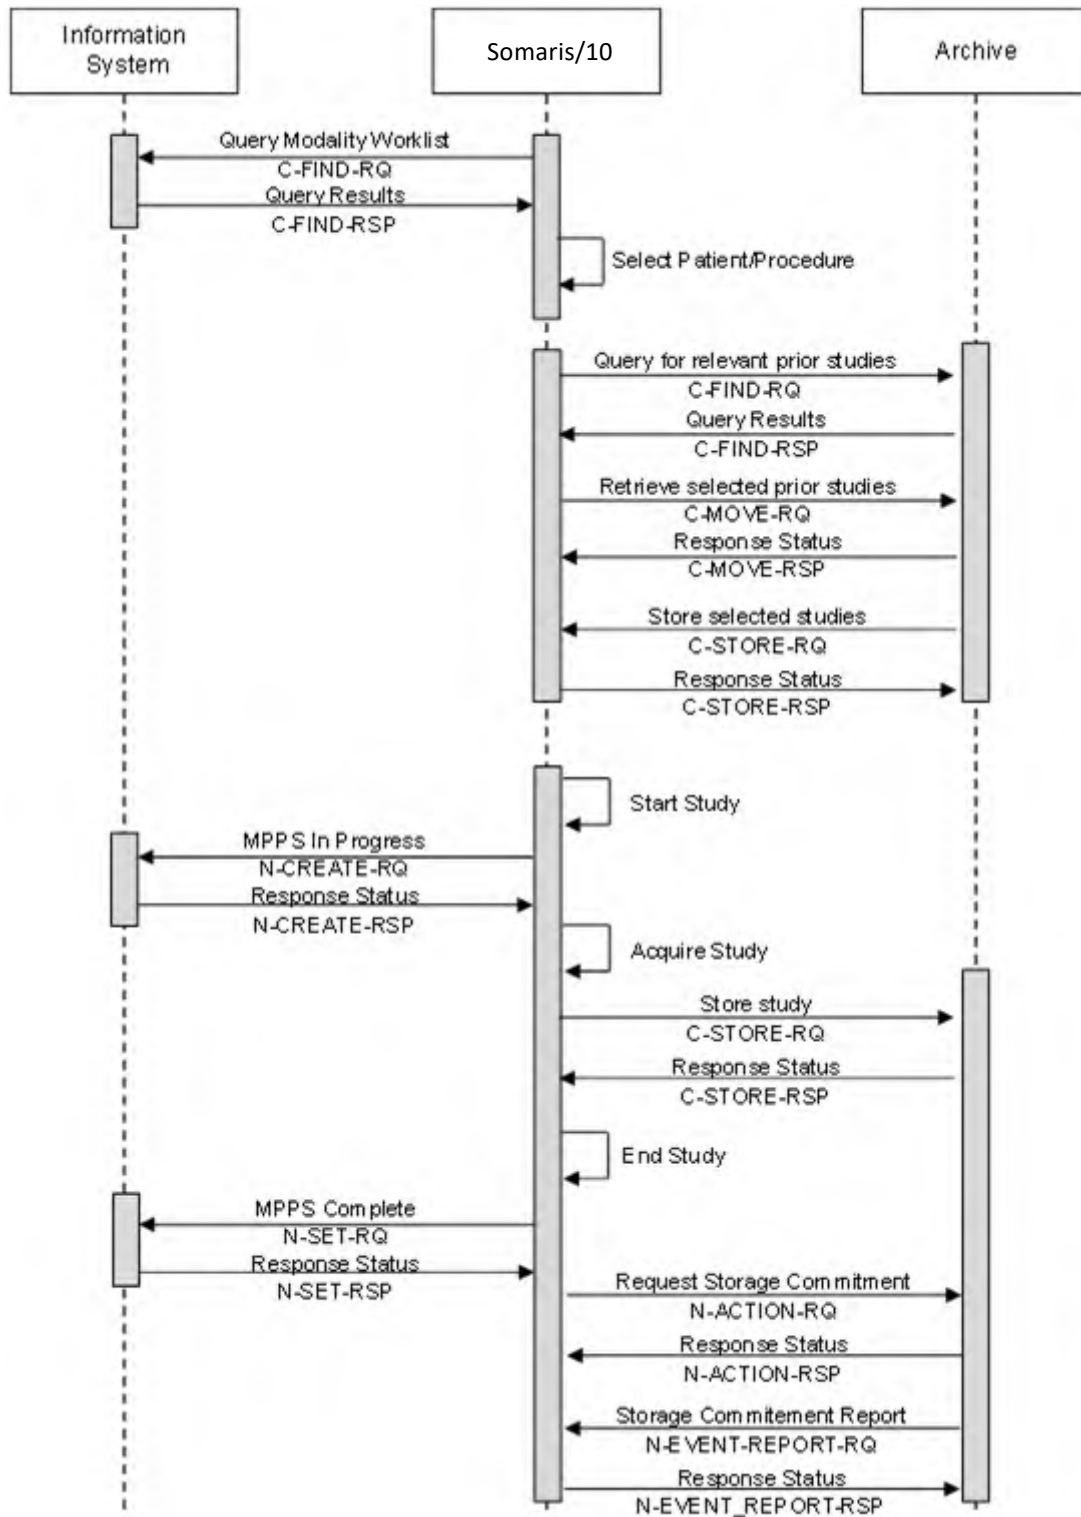 Information
System
Somaris/10
Archive
Query Modality Worklist
C-FIND-RQ
Query Results
C-FIND-RSP
Select Patient/Procedure
Query for relevant prior studies
C-FIND-RQ
Query Results
C-FIND-RSP
Retrieve selected prior studies
C-MOVE-RQ
Response Status
C-MOVE-RSP
Store selected studies
C-STORE-RQ
Response Status
C-STORE-RSP
Start Study
MPPS In Progress
N-CREATE-RQ
Response Status
N-CREATE-RSP
Acquire Study
Store study
C-STORE-RQ
Response Status
C-STORE-RSP
End Study
MPPS Complete
N-SET-RQ
Response Status
N-SET-RSP
Request Storage Commitment
N-ACTION-RQ
Response Status
N-ACTION-RSP
Storage Commitement Report
N-EVENT-REPORT-RQ
Response Status
N-EVENT_REPORT-RSP